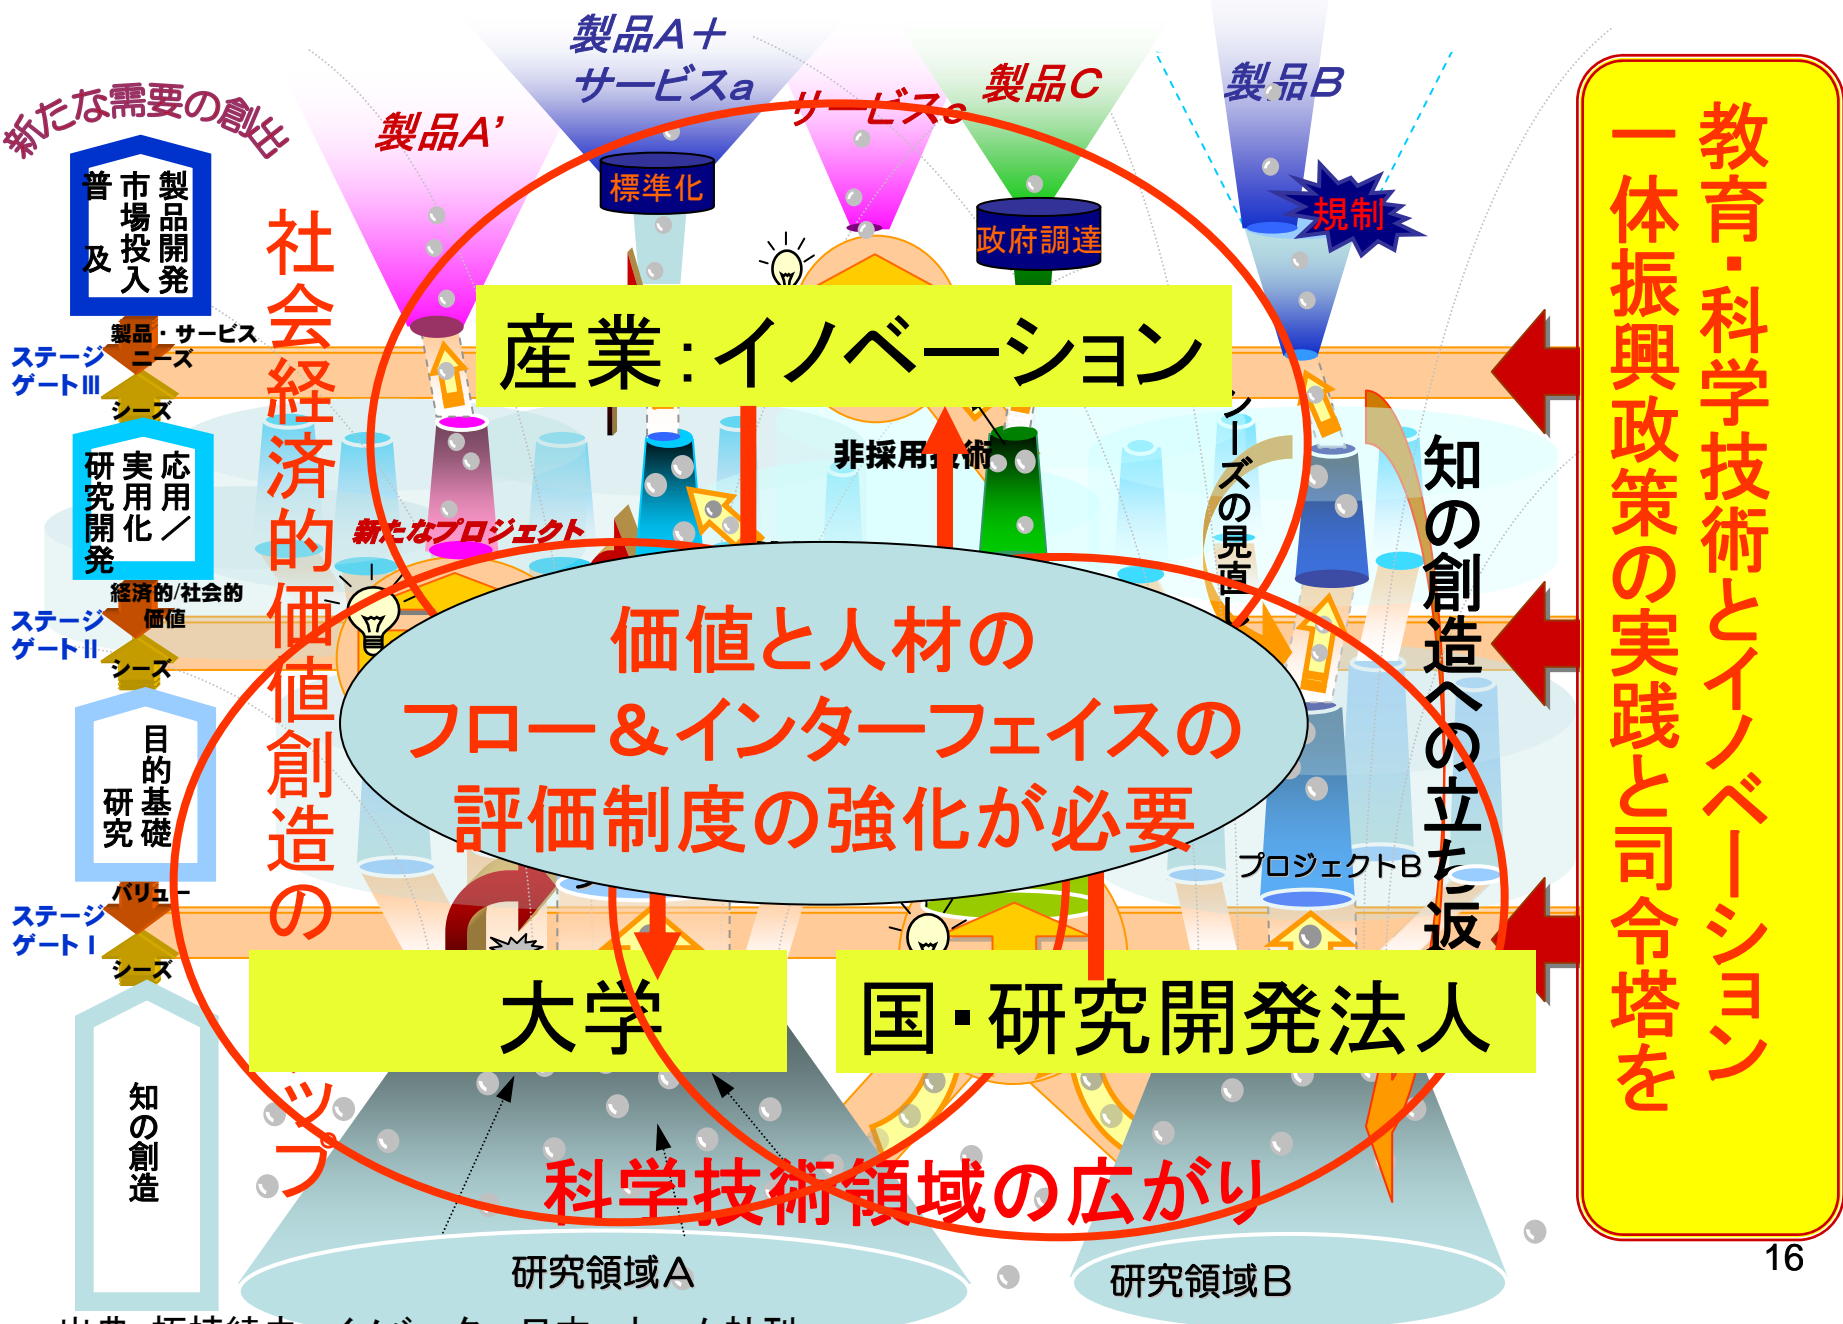 新たな需要の創出
製品A'
製品A＋
サービスa
サービスc
製品C
製品B
標準化
政府調達
規制
製品開発
市場投入
普及
製品・サービス
ニーズ
ステージ
ゲートⅢ
シーズ
応用／
実用化
研究開発
経済的/社会的
価値
ステージ
ゲートⅡ
シーズ
目的基礎
研究
バリュー
ステージ
ゲートⅠ
シーズ
知の創造
社会経済的価値創造の
ップ
産業：イノベーション
非採用技術
新たなプロジェクト
ーズの見直し
知の創造への立ち返
価値と人材の
フロー＆インターフェイスの
評価制度の強化が必要
プロジェクトB
大学
国・研究開発法人
科学技術領域の広がり
研究領域A
研究領域B
教育・科学技術とイノベーション
一体振興政策の実践と司令塔を
16